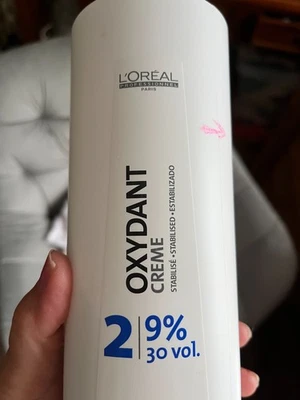 L'ORÉAL
PROFESSIONNEL
PARIS
OXYDANT
CREME
STABILISÉ • STABILISED • ESTABILIZADO
2 9%
30 vol.